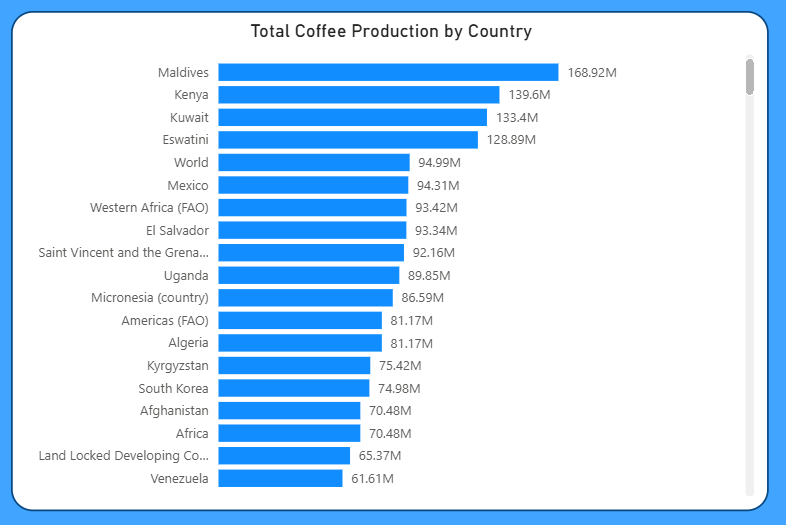 Total Coffee Production by Country
Maldives 168.92M
Kenya 139.6M
Kuwait 133.4M
Eswatini 128.89M
World 94.99M
Mexico 94.31M
Western Africa (FAO) 93.42M
El Salvador 93.34M
Saint Vincent and the Grena... 92.16M
Uganda 89.85M
Micronesia (country) 86.59M
Americas (FAO) 81.17M
Algeria 81.17M
Kyrgyzstan 75.42M
South Korea 74.98M
Afghanistan 70.48M
Africa 70.48M
Land Locked Developing Co... 65.37M
Venezuela 61.61M